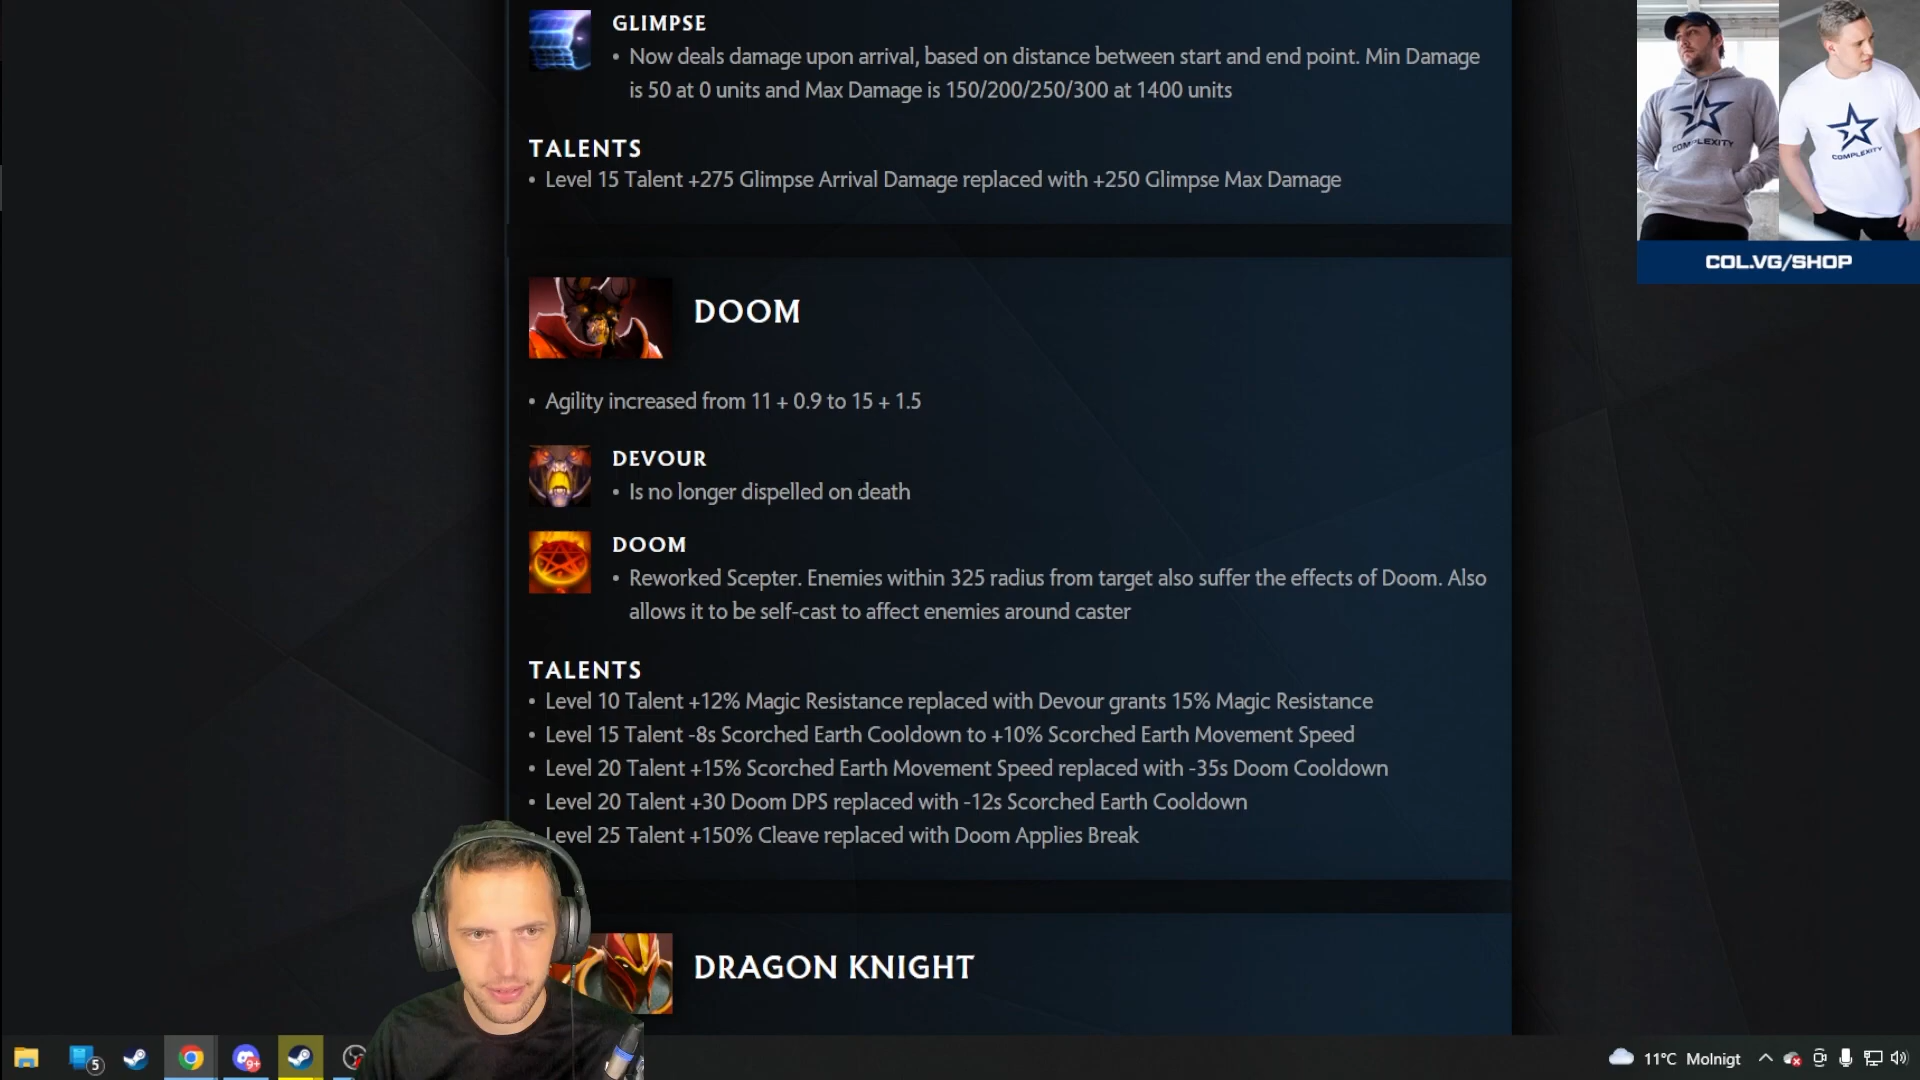 GLIMPSE
• Now deals damage upon arrival, based on distance between start and end point. Min Damage
is 50 at 0 units and Max Damage is 150/200/250/300 at 1400 units
TALENTS
• Level 15 Talent +275 Glimpse Arrival Damage replaced with +250 Glimpse Max Damage
COMPLEXITY
COMPLEXITY
COL.VG/SHOP
DOOM
• Agility increased from 11 + 0.9 to 15 + 1.5
DEVOUR
• Is no longer dispelled on death
DOOM
• Reworked Scepter. Enemies within 325 radius from target also suffer the effects of Doom. Also
allows it to be self-cast to affect enemies around caster
TALENTS
• Level 10 Talent +12% Magic Resistance replaced with Devour grants 15% Magic Resistance
• Level 15 Talent -8s Scorched Earth Cooldown to +10% Scorched Earth Movement Speed
• Level 20 Talent +15% Scorched Earth Movement Speed replaced with -35s Doom Cooldown
• Level 20 Talent +30 Doom DPS replaced with -12s Scorched Earth Cooldown
• Level 25 Talent +150% Cleave replaced with Doom Applies Break
DRAGON KNIGHT
5
9+
11°C Molnigt